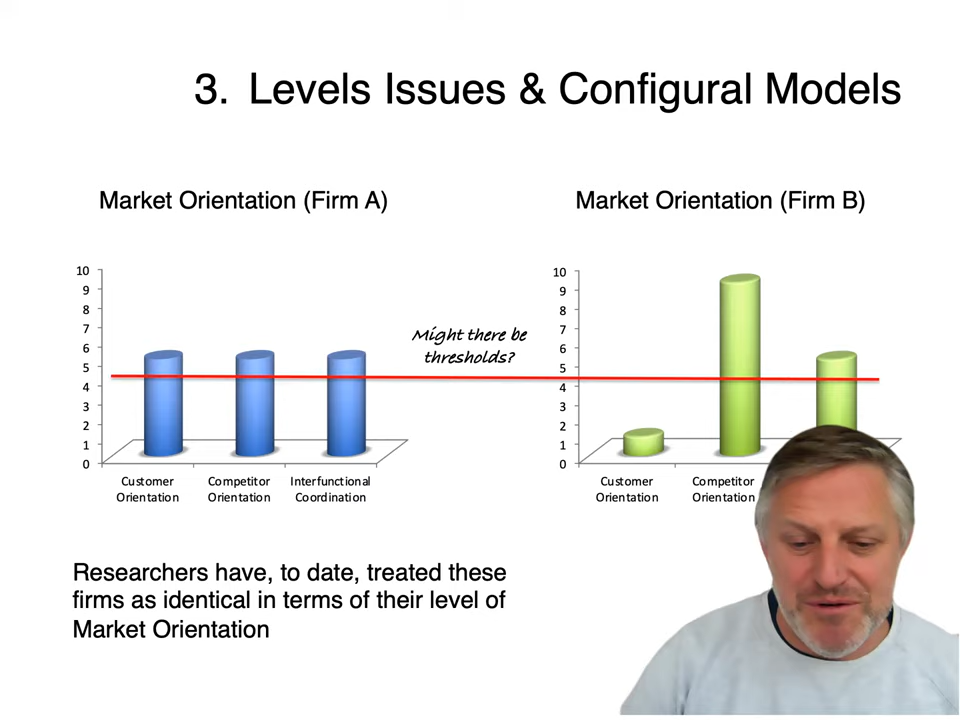 3. Levels Issues & Configural Models
Market Orientation (Firm A)
Market Orientation (Firm B)
10
9
8
7
6
5
4
3
2
1
0
Customer
Orientation
Competitor
Orientation
Interfunctional
Coordination
Might there be
thresholds?
10
9
8
7
6
5
4
3
2
1
0
Customer
Orientation
Competitor
Orientation
Researchers have, to date, treated these
firms as identical in terms of their level of
Market Orientation